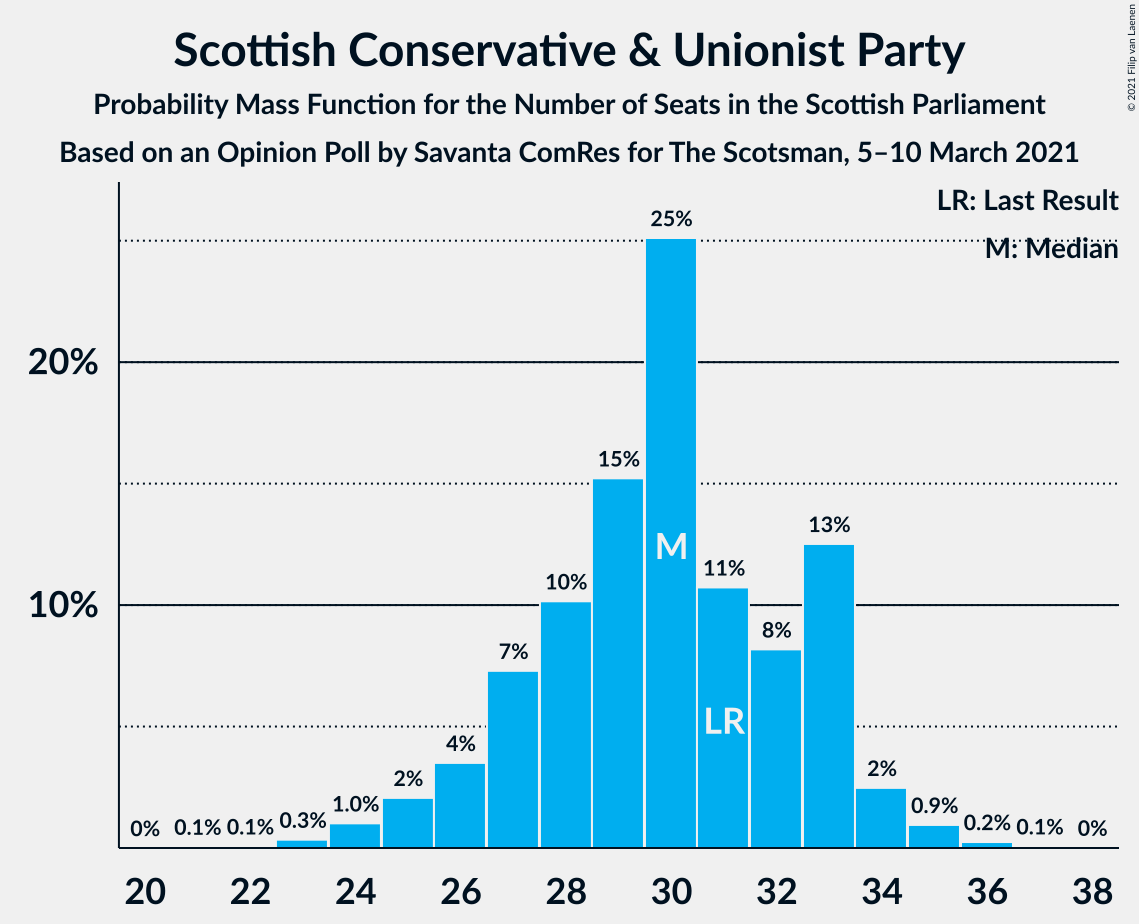 © 2021 Filip van Laenen
Scottish Conservative & Unionist Party
Probability Mass Function for the Number of Seats in the Scottish Parliament
Based on an Opinion Poll by Savanta ComRes for The Scotsman, 5–10 March 2021
LR: Last Result
M: Median
20%
10%
0%
0.1%
0.1%
0.3%
1.0%
2%
4%
7%
10%
15%
25%
11%
8%
13%
2%
0.9%
0.2%
0.1%
0%
M
LR
20 22 24 26 28 30 32 34 36 38